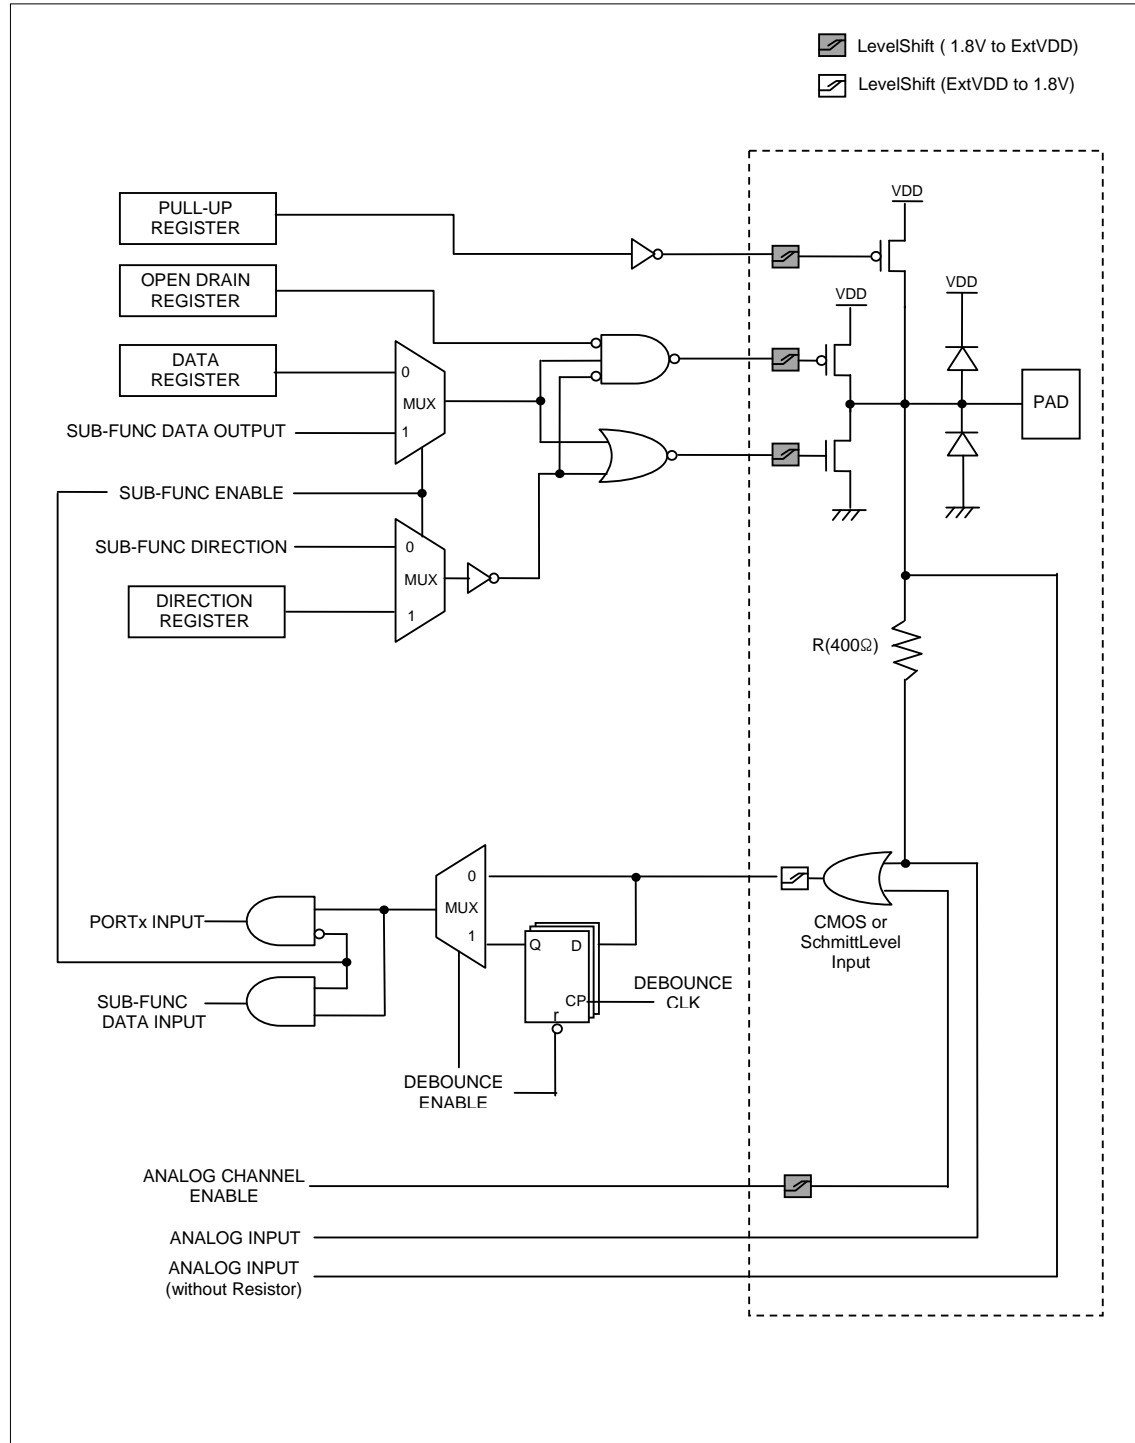 LevelShift ( 1.8V to ExtVDD)
LevelShift (ExtVDD to 1.8V)
PULL-UP
REGISTER
VDD
OPEN DRAIN
REGISTER
VDD
VDD
DATA
REGISTER
0
MUX
1
SUB-FUNC DATA OUTPUT
PAD
SUB-FUNC ENABLE
SUB-FUNC DIRECTION
0
MUX
1
DIRECTION
REGISTER
R(400Ω)
0
MUX
1
PORTx INPUT
Q
D
CP
r
CMOS or
SchmittLevel
Input
DEBOUNCE
CLK
SUB-FUNC
DATA INPUT
DEBOUNCE
ENABLE
ANALOG CHANNEL
ENABLE
ANALOG INPUT
ANALOG INPUT
(without Resistor)